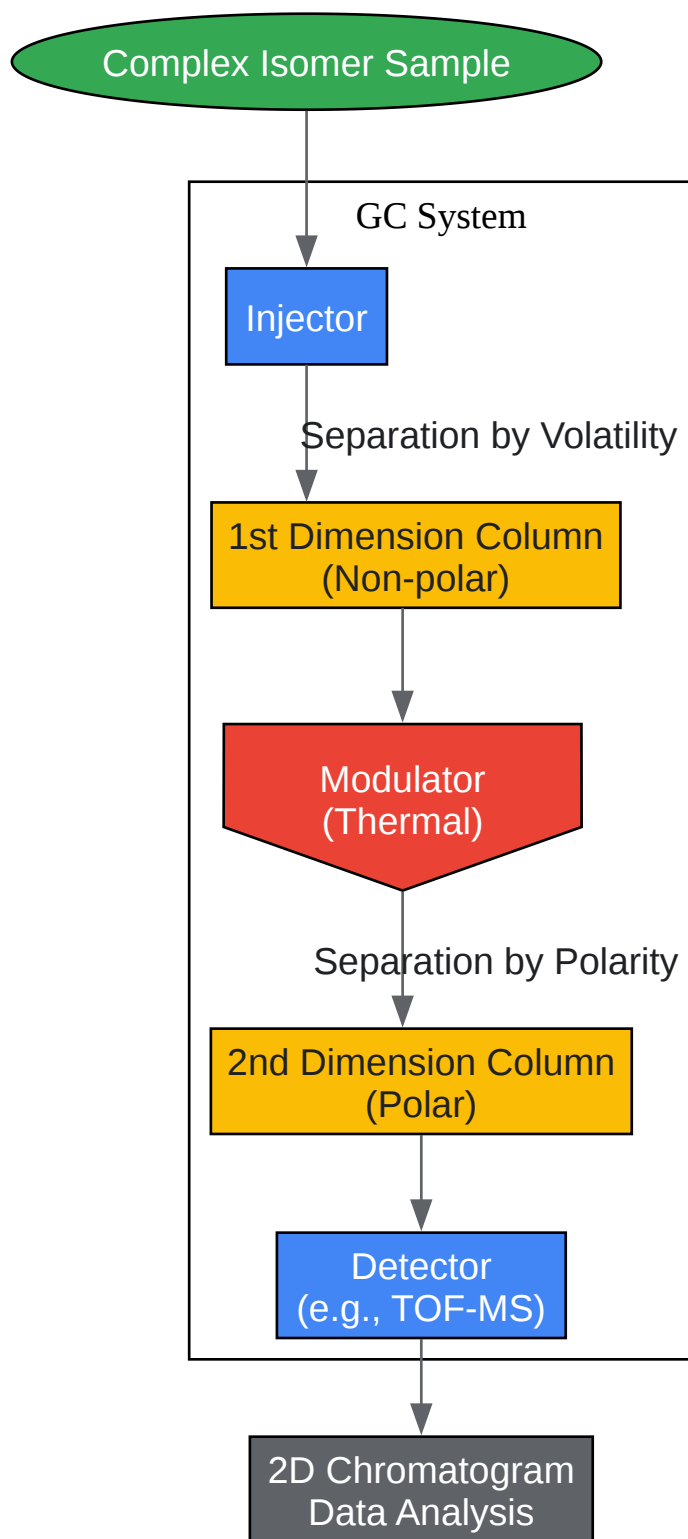 Complex Isomer Sample
GC System
Injector
Separation by Volatility
1st Dimension Column
(Non-polar)
Modulator
(Thermal)
Separation by Polarity
2nd Dimension Column
(Polar)
Detector
(e.g., TOF-MS)
2D Chromatogram
Data Analysis